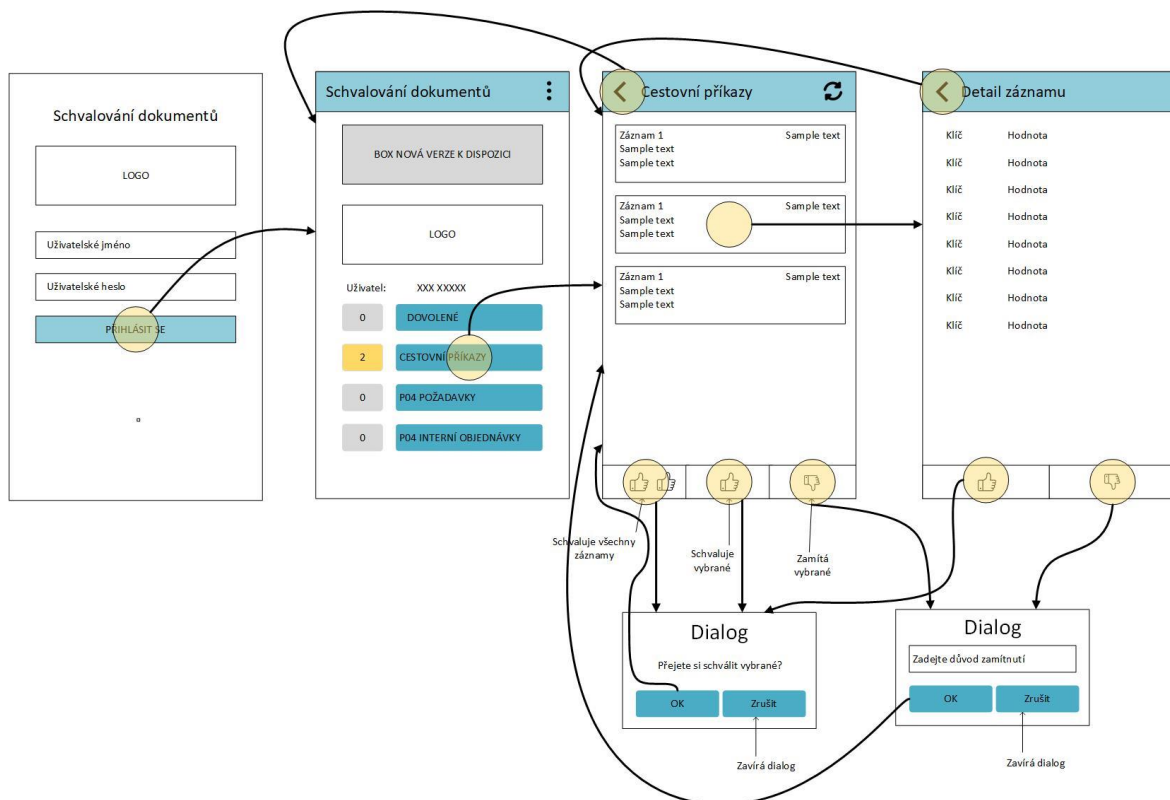 Schvalování dokumentů
LOGO
Uživatelské jméno
Uživatelské heslo
PŘIHLÁSIT SE
Schvalování dokumentů
BOX NOVÁ VERZE K DISPOZICI
LOGO
Uživatel: XXX XXXXX
0 DOVOLENÉ
2 CESTOVNÍ PŘÍKAZY
0 P04 POŽADAVKY
0 P04 INTERNÍ OBJEDNÁVKY
Cestovní příkazy
Záznam 1 Sample text
Sample text
Sample text
Záznam 1 Sample text
Sample text
Sample text
Záznam 1 Sample text
Sample text
Sample text
Schvaluje všechny
záznamy
Schvaluje
vybrané
Zamítá
vybrané
Detail záznamu
Klíč Hodnota
Klíč Hodnota
Klíč Hodnota
Klíč Hodnota
Klíč Hodnota
Klíč Hodnota
Klíč Hodnota
Klíč Hodnota
Dialog
Přejete si schválit vybrané?
OK Zrušit
Zavírá dialog
Dialog
Zadejte důvod zamítnutí
OK Zrušit
Zavírá dialog